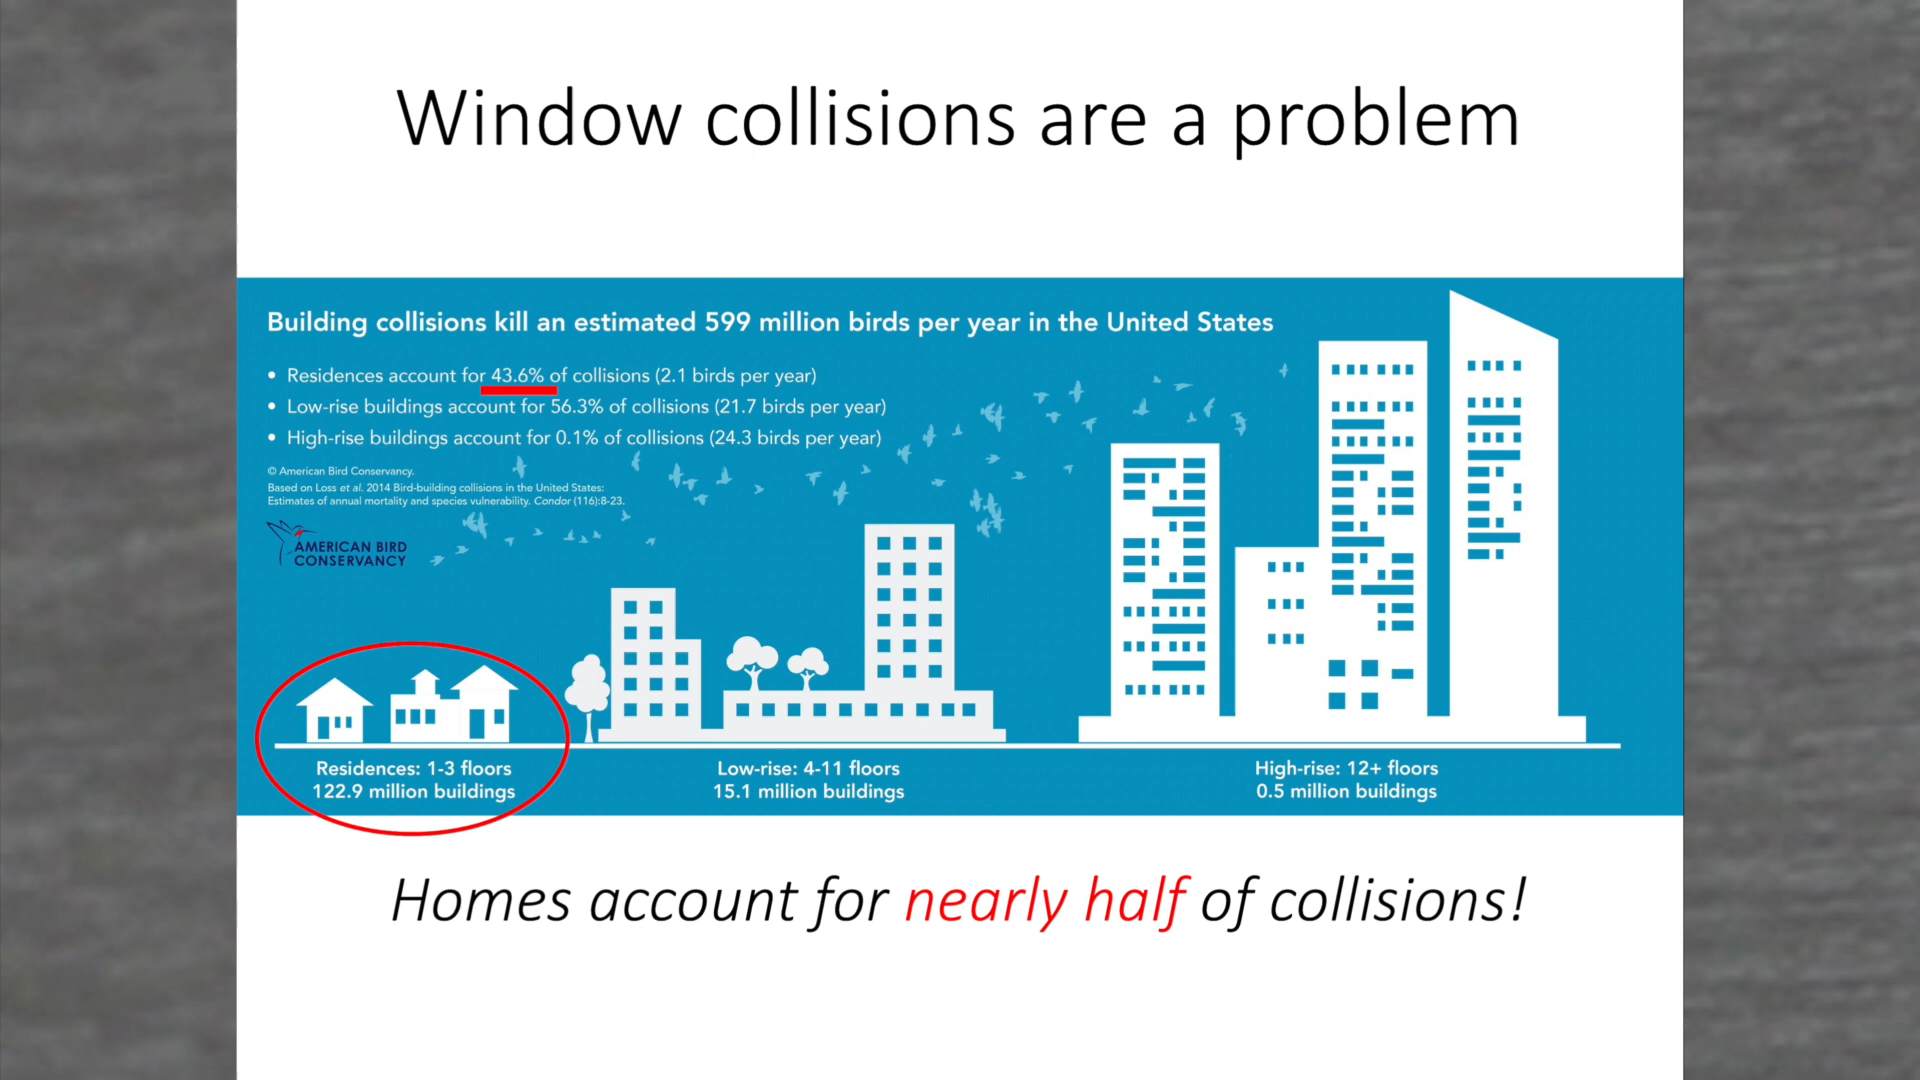 Window collisions are a problem
Building collisions kill an estimated 599 million birds per year in the United States
• Residences account for 43.6% of collisions (2.1 birds per year)
• Low-rise buildings account for 56.3% of collisions (21.7 birds per year)
• High-rise buildings account for 0.1% of collisions (24.3 birds per year)
© American Bird Conservancy.
Based on Loss et al. 2014 Bird-building collisions in the United States:
Estimates of annual mortality and species vulnerability. Condor (116):8-23.
AMERICAN BIRD
CONSERVANCY
Residences: 1-3 floors
122.9 million buildings
Low-rise: 4-11 floors
15.1 million buildings
High-rise: 12+ floors
0.5 million buildings
Homes account for nearly half of collisions!